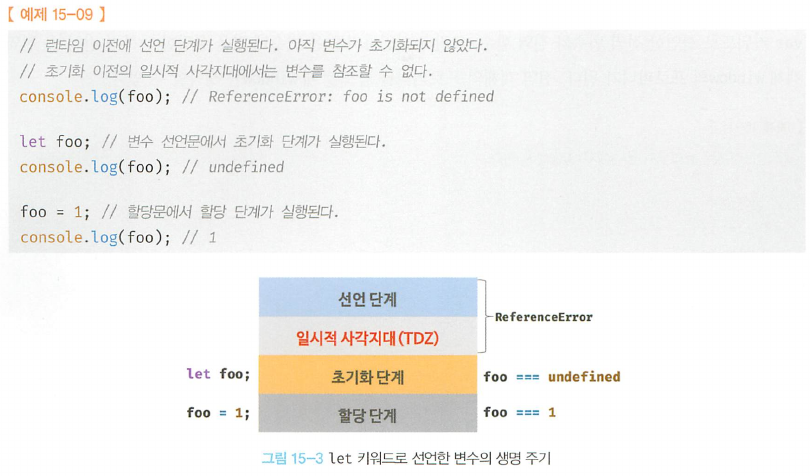 【 예제 15-09 】
// 런타임 이전에 선언 단계가 실행된다. 아직 변수가 초기화되지 않았다.
// 초기화 이전의 일시적 사각지대에서는 변수를 참조할 수 없다.
console.log(foo); // ReferenceError: foo is not defined
let foo; // 변수 선언문에서 초기화 단계가 실행된다.
console.log(foo); // undefined
foo = 1; // 할당문에서 할당 단계가 실행된다.
console.log(foo); // 1
선언 단계
ReferenceError
일시적 사각지대(TDZ)
let foo; 초기화 단계 foo === undefined
foo = 1; 할당 단계 foo === 1
그림 15-3 let 키워드로 선언한 변수의 생명 주기